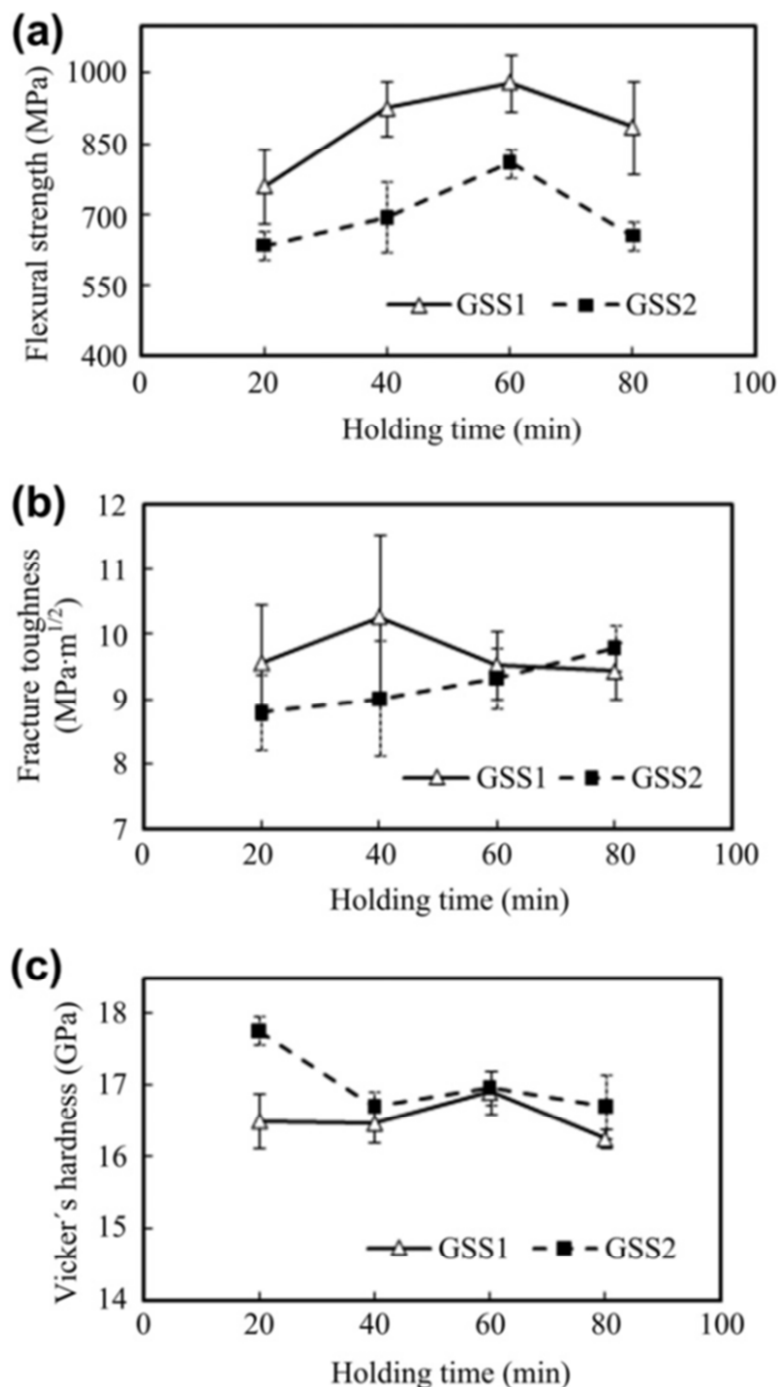 (a)
Flexural strength (MPa)
1000
850
700
550
400
GSS1 GSS2
0 20 40 60 80 100
Holding time (min)
(b)
Fracture toughness
(MPa·m^1/2)
12
11
10
9
8
7
GSS1 GSS2
0 20 40 60 80 100
Holding time (min)
(c)
Vicker´s hardness (GPa)
18
17
16
15
14
GSS1 GSS2
0 20 40 60 80 100
Holding time (min)